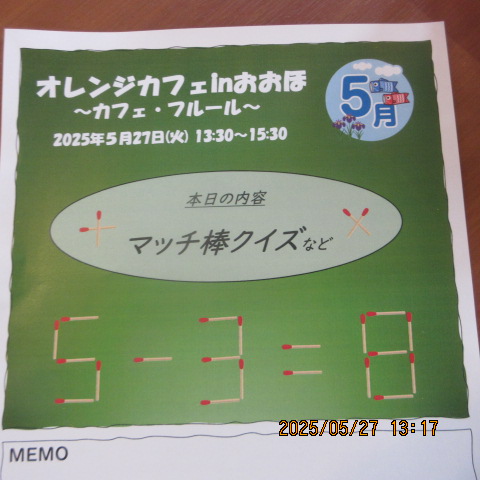 オレンジカフェinおおほ
～カフェ・フルール～
2025年5月27日(火) 13:30～15:30
5月
本日の内容
マッチ棒クイズなど
5－3＝8
2025/05/27 13:17
MEMO